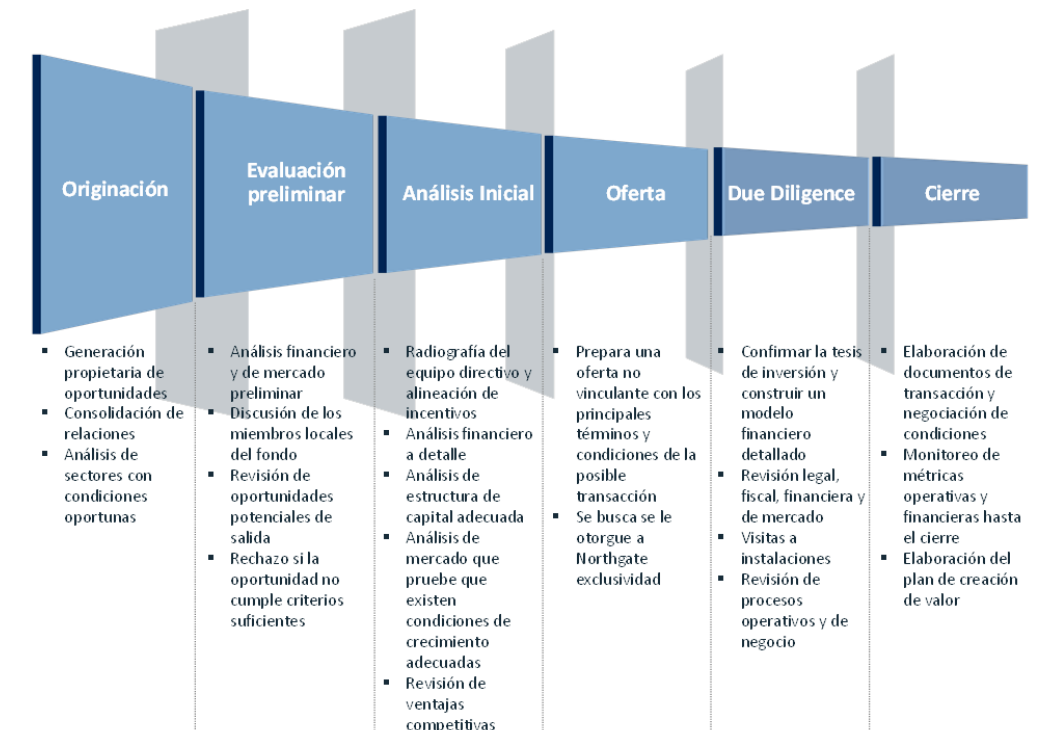 Originación
Evaluación
preliminar
Análisis Inicial
Oferta
Due Diligence
Cierre
▪ Generación
propietaria de
oportunidades
▪ Consolidación de
relaciones
▪ Análisis de
sectores con
condiciones
oportunas
▪ Análisis financiero
y de mercado
preliminar
▪ Discusión de los
miembros locales
del fondo
▪ Revisión de
oportunidades
potenciales de
salida
▪ Rechazo si la
oportunidad no
cumple criterios
suficientes
▪ Radiografía del
equipo directivo y
alineación de
incentivos
▪ Análisis financiero
a detalle
▪ Análisis de
estructura de
capital adecuada
▪ Análisis de
mercado que
pruebe que
existen
condiciones de
crecimiento
adecuadas
▪ Revisión de
ventajas
competitivas
▪ Prepara una
oferta no
vinculante con los
principales
términos y
condiciones de la
posible
transacción
▪ Se busca se le
otorgue a
Northgate
exclusividad
▪ Confirmar la tesis
de inversión y
construir un
modelo
financiero
detallado
▪ Revisión legal,
fiscal, financiera y
de mercado
▪ Visitas a
instalaciones
▪ Revisión de
procesos
operativos y de
negocio
▪ Elaboración de
documentos de
transacción y
negociación de
condiciones
▪ Monitoreo de
métricas
operativas y
financieras hasta
el cierre
▪ Elaboración del
plan de creación
de valor